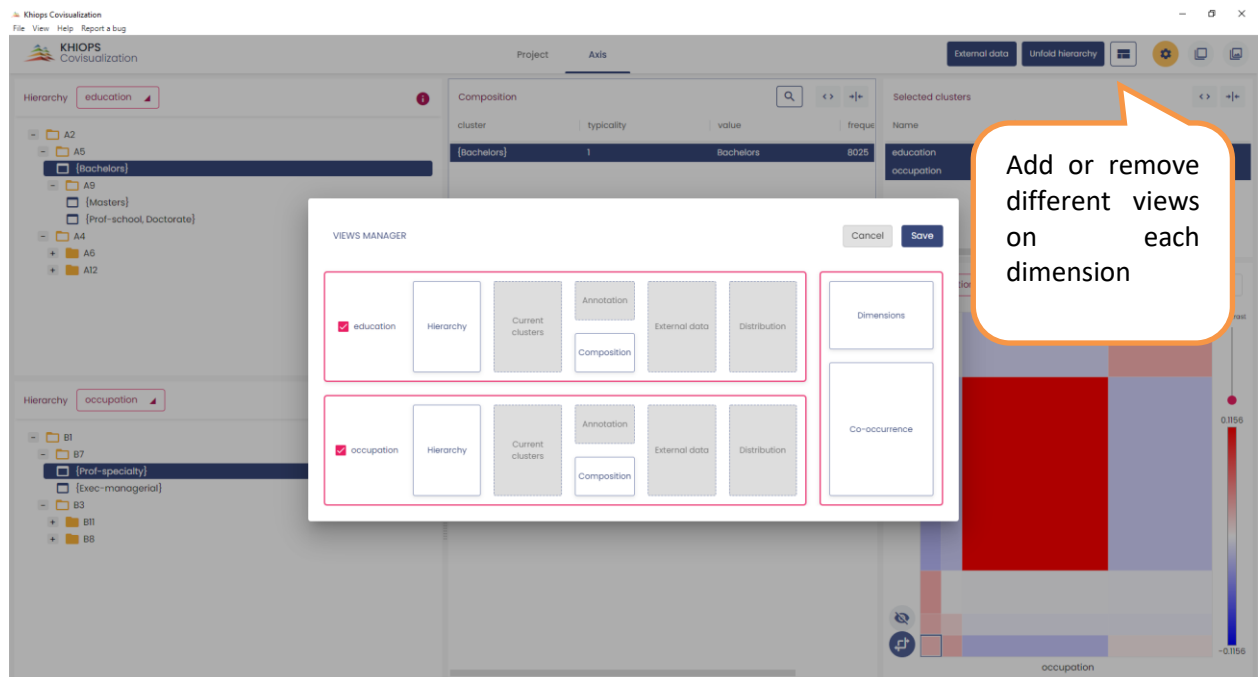 Khiops Covisualization
File View Help Report a bug
KHIOPS
Covisualization
Project Axis
External data Unfold hierarchy
Hierarchy education
A2
A5
{Bachelors}
A9
{Masters}
{Prof-school, Doctorate}
A4
A6
A12
Composition
cluster typicality value freque
{Bachelors} 1 Bachelors 8025
Selected clusters
Name
education
occupation
Add or remove
different views
on each
dimension
VIEWS MANAGER
Cancel Save
education Hierarchy Current clusters Annotation Composition External data Distribution
occupation Hierarchy Current clusters Annotation Composition External data Distribution
Dimensions
Co-occurrence
Hierarchy occupation
B1
B7
{Prof-specialty}
{Exec-managerial}
B3
B11
B8
0.1156
-0.1156
occupation